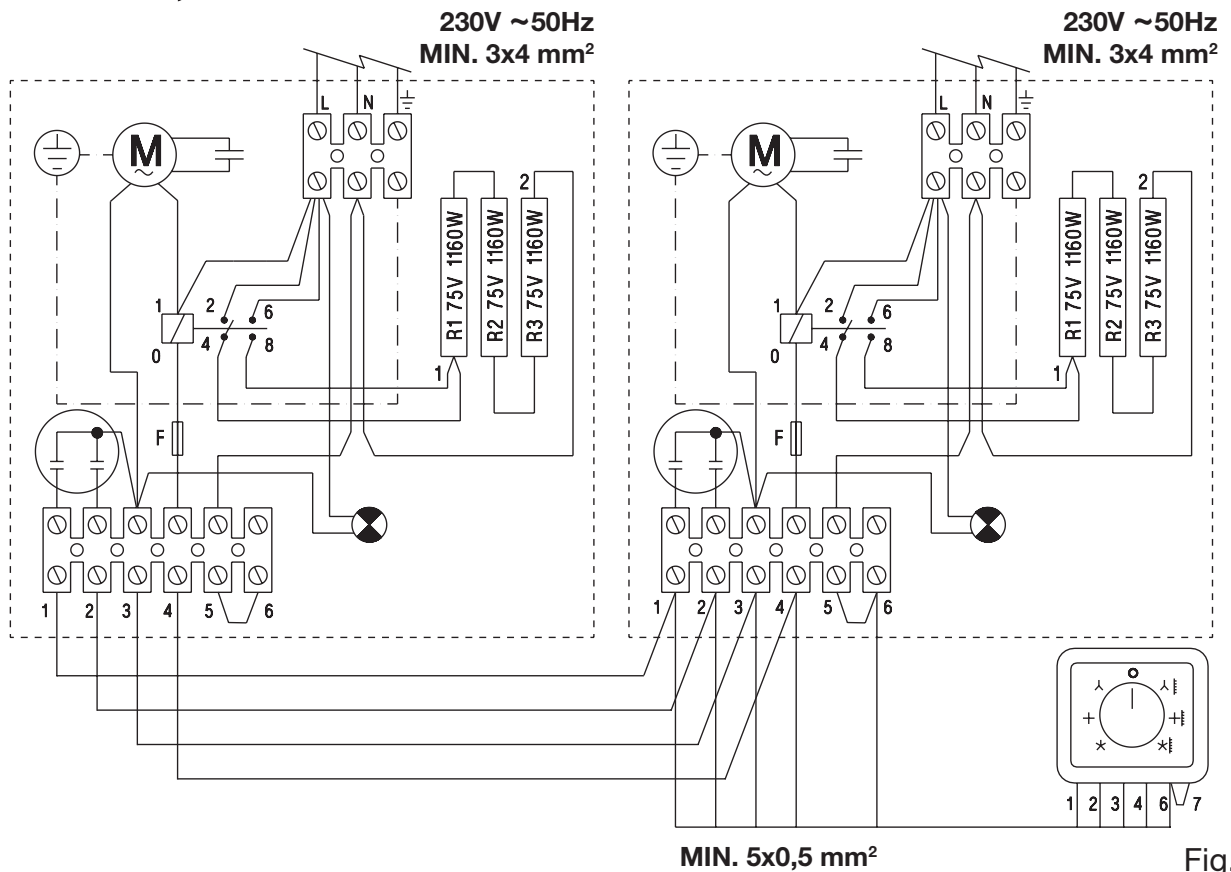 230V ~50Hz
MIN. 3x4 mm²
230V ~50Hz
MIN. 3x4 mm²
L N
M
~
1
0
2 6
4 8
1
2
R1 75V 1160W
R2 75V 1160W
R3 75V 1160W
F
1 2 3 4 5 6
L N
M
~
1
0
2 6
4 8
1
2
R1 75V 1160W
R2 75V 1160W
R3 75V 1160W
F
1 2 3 4 5 6
1 2 3 4 6 7
MIN. 5x0,5 mm²
Fig.